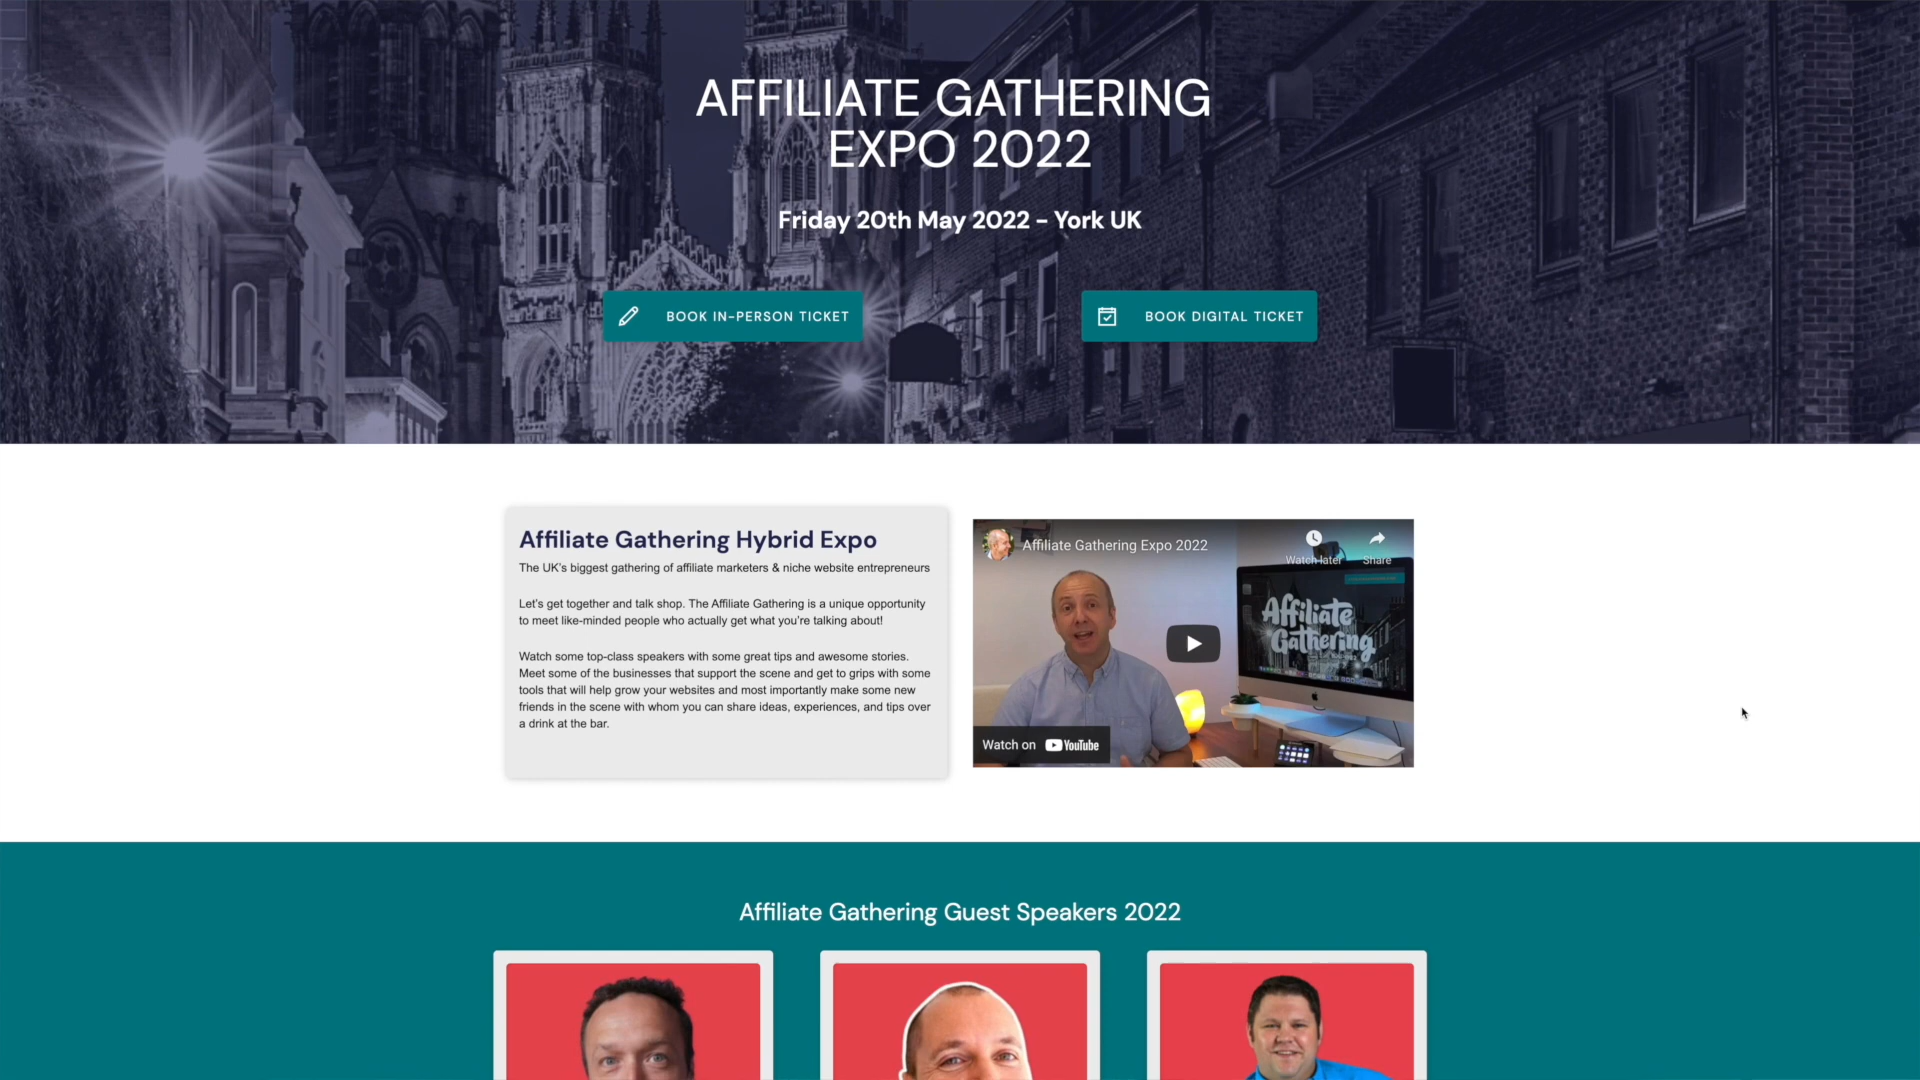 AFFILIATE GATHERING
EXPO 2022
Friday 20th May 2022 – York UK
BOOK IN-PERSON TICKET
BOOK DIGITAL TICKET
Affiliate Gathering Hybrid Expo
The UK's biggest gathering of affiliate marketers & niche website entrepreneurs
Let's get together and talk shop. The Affiliate Gathering is a unique opportunity
to meet like-minded people who actually get what you're talking about!
Watch some top-class speakers with some great tips and awesome stories.
Meet some of the businesses that support the scene and get to grips with some
tools that will help grow your websites and most importantly make some new
friends in the scene with whom you can share ideas, experiences, and tips over
a drink at the bar.
Affiliate Gathering Expo 2022
Watch later
Share
Affiliate
Gathering
Watch on YouTube
Affiliate Gathering Guest Speakers 2022